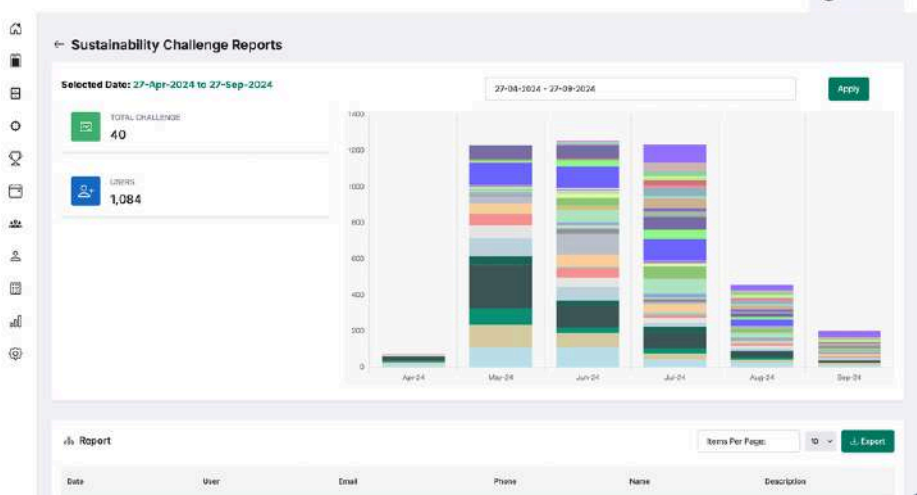 ← Sustainability Challenge Reports
Selected Date: 27-Apr-2024 to 27-Sep-2024
27-04-2024 - 27-09-2024
Apply
TOTAL CHALLENGE
40
USERS
1,084
1400
1200
1000
800
600
400
200
0
Apr-24 May-24 Jun-24 Jul-24 Aug-24 Sep-24
Report
Items Per Page: 10 Export
Date User Email Phone Name Description